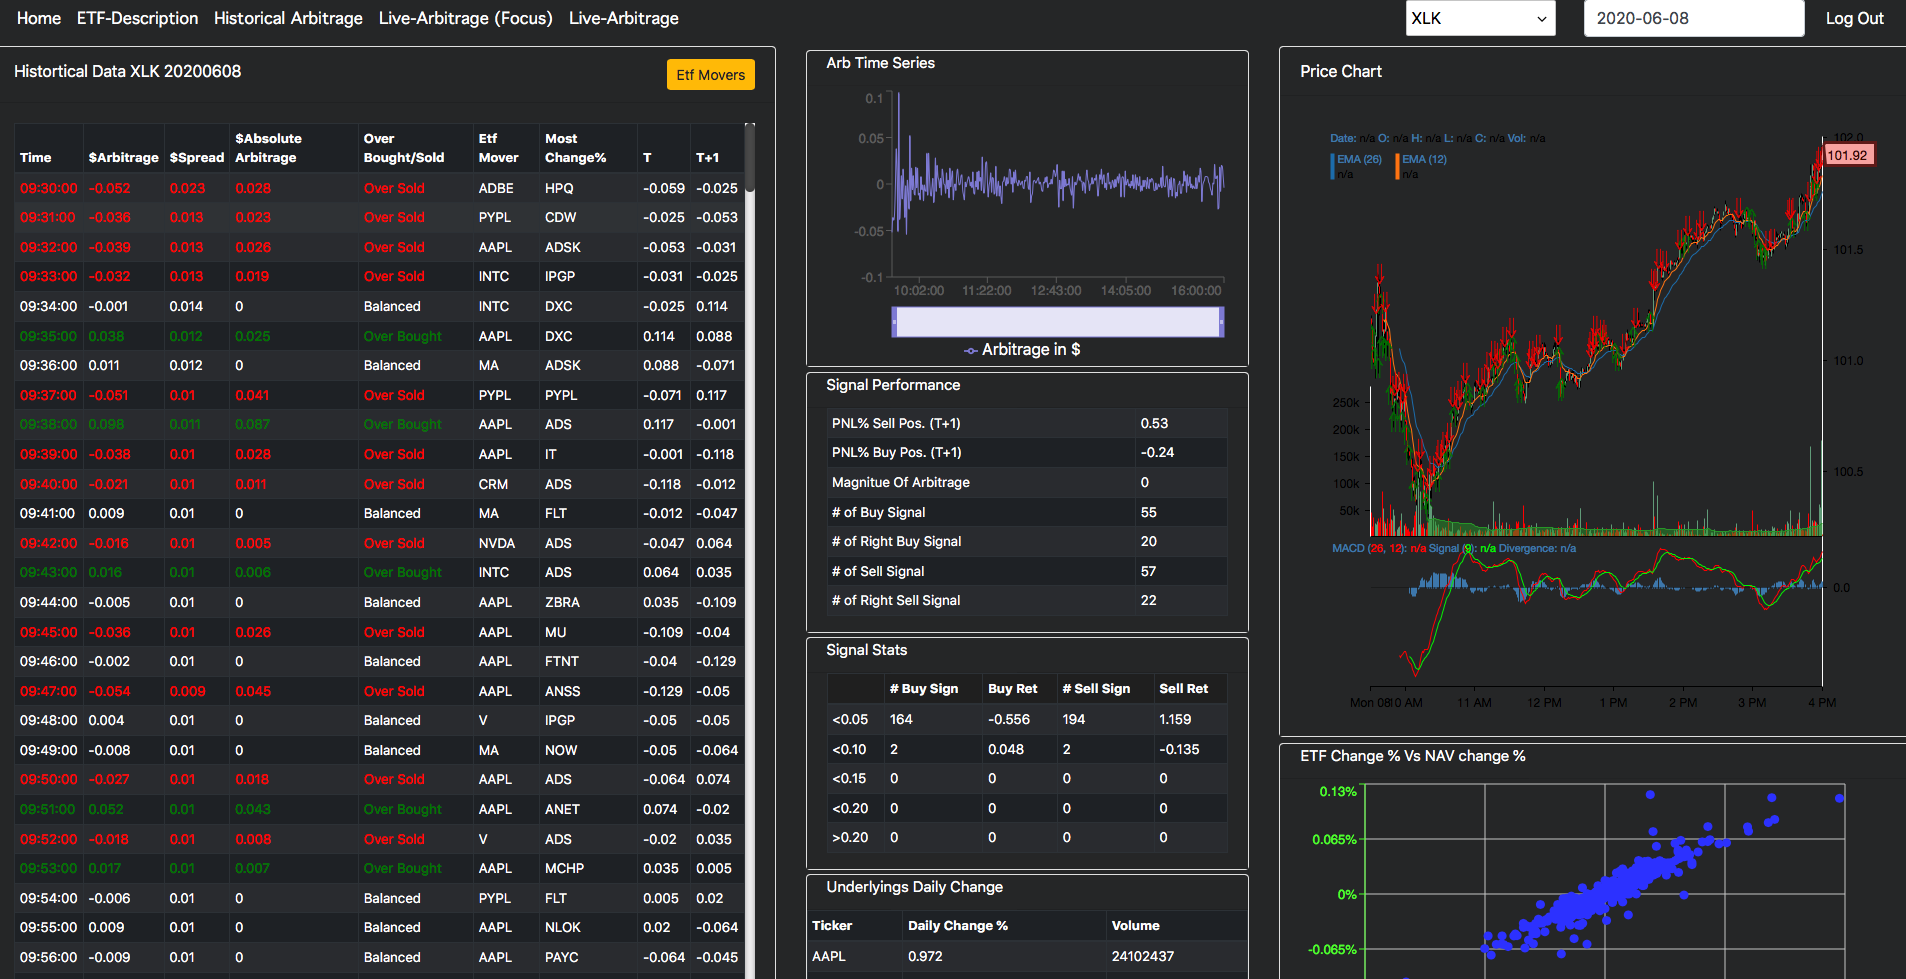 Home ETF-Description Historical Arbitrage Live-Arbitrage (Focus) Live-Arbitrage XLK 2020-06-08 Log Out
Histortical Data XLK 20200608 Etf Movers
Time $Arbitrage $Spread $Absolute Arbitrage Over Bought/Sold Etf Mover Most Change% T T+1
09:30:00 -0.052 0.023 0.028 Over Sold ADBE HPQ -0.059 -0.025
09:31:00 -0.036 0.013 0.023 Over Sold PYPL CDW -0.025 -0.053
09:32:00 -0.039 0.013 0.026 Over Sold AAPL ADSK -0.053 -0.031
09:33:00 -0.032 0.013 0.019 Over Sold INTC IPGP -0.031 -0.025
09:34:00 -0.001 0.014 0 Balanced INTC DXC -0.025 0.114
09:35:00 0.038 0.012 0.025 Over Bought AAPL DXC 0.114 0.088
09:36:00 0.011 0.012 0 Balanced MA ADSK 0.088 -0.071
09:37:00 -0.051 0.01 0.041 Over Sold PYPL PYPL -0.071 0.117
09:38:00 0.098 0.011 0.087 Over Bought AAPL ADS 0.117 -0.001
09:39:00 -0.038 0.01 0.028 Over Sold AAPL IT -0.001 -0.118
09:40:00 -0.021 0.01 0.011 Over Sold CRM ADS -0.118 -0.012
09:41:00 0.009 0.01 0 Balanced MA FLT -0.012 -0.047
09:42:00 -0.016 0.01 0.005 Over Sold NVDA ADS -0.047 0.064
09:43:00 0.016 0.01 0.006 Over Bought INTC ADS 0.064 0.035
09:44:00 -0.005 0.01 0 Balanced AAPL ZBRA 0.035 -0.109
09:45:00 -0.036 0.01 0.026 Over Sold AAPL MU -0.109 -0.04
09:46:00 -0.002 0.01 0 Balanced AAPL FTNT -0.04 -0.129
09:47:00 -0.054 0.009 0.045 Over Sold AAPL ANSS -0.129 -0.05
09:48:00 0.004 0.01 0 Balanced V IPGP -0.05 -0.05
09:49:00 -0.008 0.01 0 Balanced MA NOW -0.05 -0.064
09:50:00 -0.027 0.01 0.018 Over Sold AAPL ADS -0.064 0.074
09:51:00 0.052 0.01 0.043 Over Bought AAPL ANET 0.074 -0.02
09:52:00 -0.018 0.01 0.008 Over Sold V ADS -0.02 0.035
09:53:00 0.017 0.01 0.007 Over Bought AAPL MCHP 0.035 0.005
09:54:00 -0.006 0.01 0 Balanced PYPL FLT 0.005 0.02
09:55:00 0.009 0.01 0 Balanced AAPL NLOK 0.02 -0.064
09:56:00 -0.009 0.01 0 Balanced AAPL PAYC -0.064 -0.045
Arb Time Series
0.1
0.05
0
-0.05
-0.1
10:02:00 11:22:00 12:43:00 14:05:00 16:00:00
Arbitrage in $
Signal Performance
PNL% Sell Pos. (T+1) 0.53
PNL% Buy Pos. (T+1) -0.24
Magnitue Of Arbitrage 0
# of Buy Signal 55
# of Right Buy Signal 20
# of Sell Signal 57
# of Right Sell Signal 22
Signal Stats
# Buy Sign Buy Ret # Sell Sign Sell Ret
<0.05 164 -0.556 194 1.159
<0.10 2 0.048 2 -0.135
<0.15 0 0 0 0
<0.20 0 0 0 0
>0.20 0 0 0 0
Underlyings Daily Change
Ticker Daily Change % Volume
AAPL 0.972 24102437
Price Chart
Date: n/a O: n/a H: n/a L: n/a C: n/a Vol: n/a
EMA (26) EMA (12)
n/a n/a
102.0
101.92
101.5
101.0
100.5
250k
200k
150k
100k
50k
MACD (26, 12): n/a Signal (9): n/a Divergence: n/a
0.0
Mon 08 10 AM 11 AM 12 PM 1 PM 2 PM 3 PM 4 PM
ETF Change % Vs NAV change %
0.13%
0.065%
0%
-0.065%